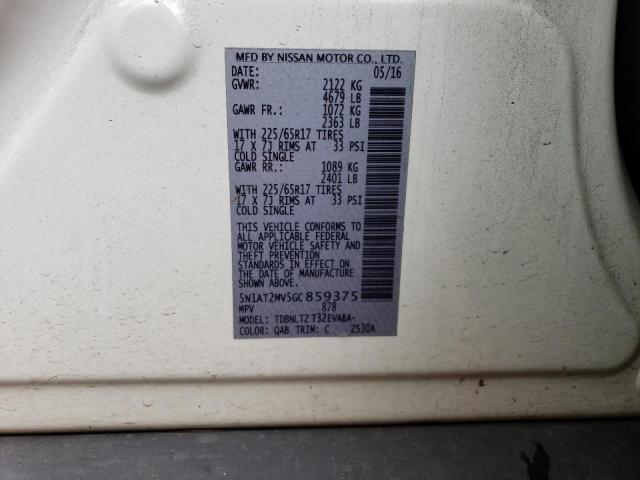 MFD BY NISSAN MOTOR CO., LTD.
DATE: 05/16
GVWR: 2122 KG
4679 LB
GAWR FR.: 1072 KG
2363 LB
WITH 225/65R17 TIRES
17 X 7J RIMS AT 33 PSI
COLD SINGLE
GAWR RR.: 1089 KG
2401 LB
WITH 225/65R17 TIRES
17 X 7J RIMS AT 33 PSI
COLD SINGLE
THIS VEHICLE CONFORMS TO
ALL APPLICABLE FEDERAL
MOTOR VEHICLE SAFETY AND
THEFT PREVENTION
STANDARDS IN EFFECT ON
THE DATE OF MANUFACTURE
SHOWN ABOVE.
5N1AT2MV5GC859375
MPV 878
MODEL: TDBNLTZ T32EVABA-
COLOR: QAB TRIM: C ZS30A